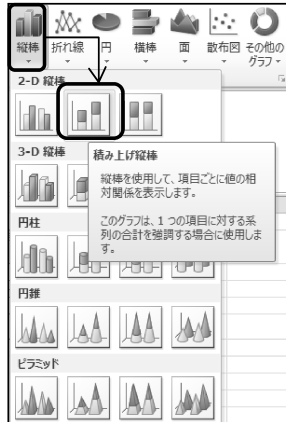 縦棒 折れ線 円 横棒 面 散布図 その他の
グラフ
2-D 縦棒
3-D 縦棒
積み上げ縦棒
縦棒を使用して、項目ごとに値の相
対関係を表示します。
このグラフは、1 つの項目に対する系
列の合計を強調する場合に使用しま
す。
円柱
円錐
ピラミッド